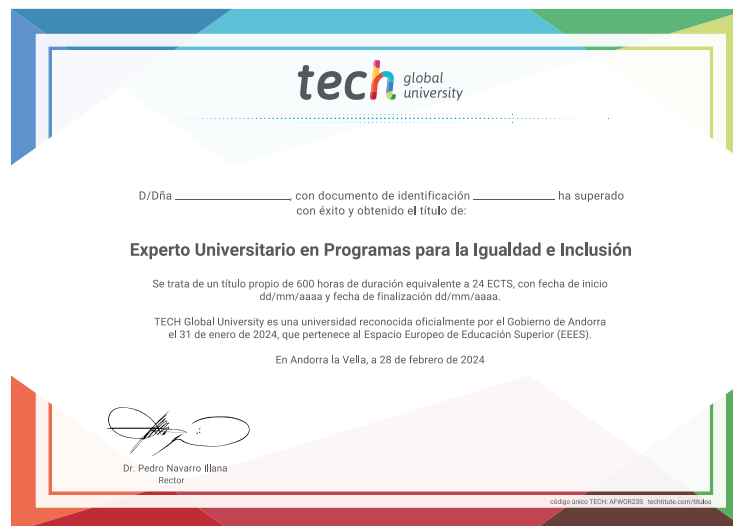 tech global university
D/Dña ____________, con documento de identificación ____________ ha superado
con éxito y obtenido el título de:
Experto Universitario en Programas para la Igualdad e Inclusión
Se trata de un título propio de 600 horas de duración equivalente a 24 ECTS, con fecha de inicio
dd/mm/aaaa y fecha de finalización dd/mm/aaaa.
TECH Global University es una universidad reconocida oficialmente por el Gobierno de Andorra
el 31 de enero de 2024, que pertenece al Espacio Europeo de Educación Superior (EEES).
En Andorra la Vella, a 28 de febrero de 2024
Dr. Pedro Navarro Illana
Rector
código único TECH: AFWOR23S techtitute.com/titulos